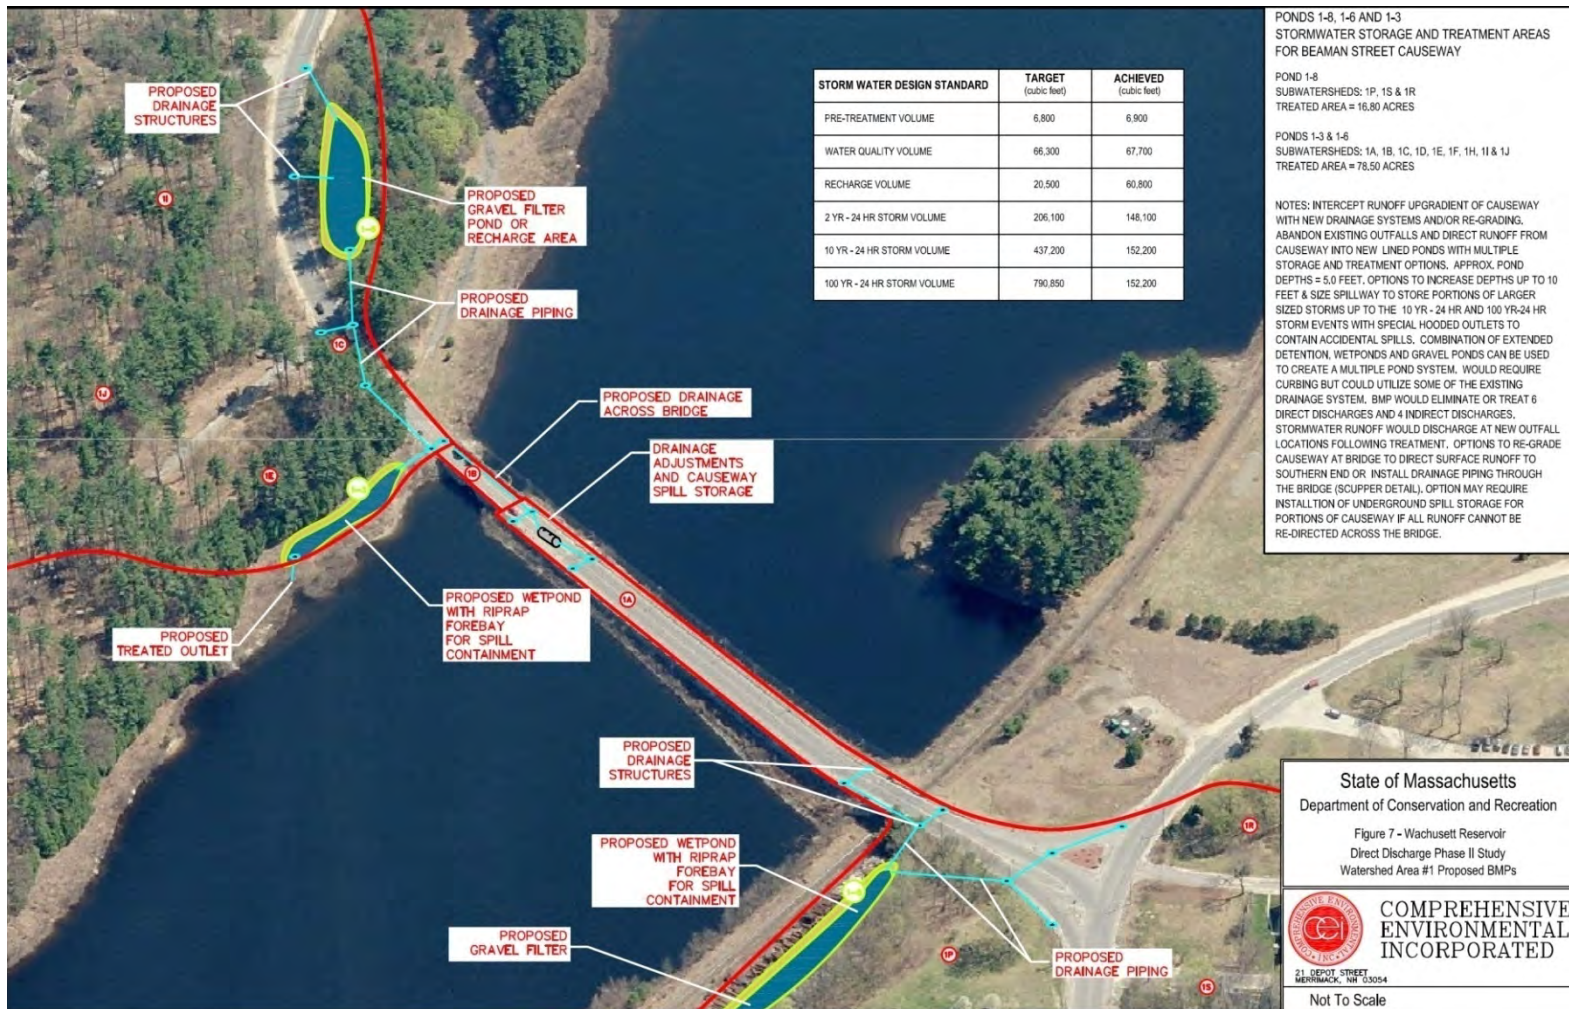 PONDS 1-8, 1-6 AND 1-3
STORMWATER STORAGE AND TREATMENT AREAS
FOR BEAMAN STREET CAUSEWAY
POND 1-8
SUBWATERSHEDS: 1P, 1S & 1R
TREATED AREA = 16.80 ACRES
PONDS 1-3 & 1-6
SUBWATERSHEDS: 1A, 1B, 1C, 1D, 1E, 1F, 1H, 1I & 1J
TREATED AREA = 78.50 ACRES
NOTES: INTERCEPT RUNOFF UPGRADIENT OF CAUSEWAY
WITH NEW DRAINAGE SYSTEMS AND/OR RE-GRADING.
ABANDON EXISTING OUTFALLS AND DIRECT RUNOFF FROM
CAUSEWAY INTO NEW LINED PONDS WITH MULTIPLE
STORAGE AND TREATMENT OPTIONS. APPROX. POND
DEPTHS = 5.0 FEET. OPTIONS TO INCREASE DEPTHS UP TO 10
FEET & SIZE SPILLWAY TO STORE PORTIONS OF LARGER
SIZED STORMS UP TO THE 10 YR - 24 HR AND 100 YR-24 HR
STORM EVENTS WITH SPECIAL HOODED OUTLETS TO
CONTAIN ACCIDENTAL SPILLS. COMBINATION OF EXTENDED
DETENTION, WETPONDS AND GRAVEL PONDS CAN BE USED
TO CREATE A MULTIPLE POND SYSTEM. WOULD REQUIRE
CURBING BUT COULD UTILIZE SOME OF THE EXISTING
DRAINAGE SYSTEM. BMP WOULD ELIMINATE OR TREAT 6
DIRECT DISCHARGES AND 4 INDIRECT DISCHARGES.
STORMWATER RUNOFF WOULD DISCHARGE AT NEW OUTFALL
LOCATIONS FOLLOWING TREATMENT. OPTIONS TO RE-GRADE
CAUSEWAY AT BRIDGE TO DIRECT SURFACE RUNOFF TO
SOUTHERN END OR INSTALL DRAINAGE PIPING THROUGH
THE BRIDGE (SCUPPER DETAIL). OPTION MAY REQUIRE
INSTALLTION OF UNDERGROUND SPILL STORAGE FOR
PORTIONS OF CAUSEWAY IF ALL RUNOFF CANNOT BE
RE-DIRECTED ACROSS THE BRIDGE.
STORM WATER DESIGN STANDARD TARGET (cubic feet) ACHIEVED (cubic feet)
PRE-TREATMENT VOLUME 6,800 6,900
WATER QUALITY VOLUME 66,300 67,700
RECHARGE VOLUME 20,500 60,800
2 YR - 24 HR STORM VOLUME 206,100 148,100
10 YR - 24 HR STORM VOLUME 437,200 152,200
100 YR - 24 HR STORM VOLUME 790,850 152,200
PROPOSED
DRAINAGE
STRUCTURES
1I
PROPOSED
GRAVEL FILTER
POND OR
RECHARGE AREA
PROPOSED
DRAINAGE PIPING
1C
1J
PROPOSED DRAINAGE
ACROSS BRIDGE
DRAINAGE
ADJUSTMENTS
AND CAUSEWAY
SPILL STORAGE
1B
1E
1A
PROPOSED WETPOND
WITH RIPRAP
FOREBAY
FOR SPILL
CONTAINMENT
PROPOSED
TREATED OUTLET
PROPOSED
DRAINAGE
STRUCTURES
PROPOSED WETPOND
WITH RIPRAP
FOREBAY
FOR SPILL
CONTAINMENT
PROPOSED
GRAVEL FILTER
PROPOSED
DRAINAGE PIPING
1P
1R
1S
State of Massachusetts
Department of Conservation and Recreation
Figure 7 - Wachusett Reservoir
Direct Discharge Phase II Study
Watershed Area #1 Proposed BMPs
COMPREHENSIVE ENVIRONMENTAL INC
CEI
COMPREHENSIVE
ENVIRONMENTAL
INCORPORATED
21 DEPOT STREET
MERRIMACK, NH 03054
Not To Scale